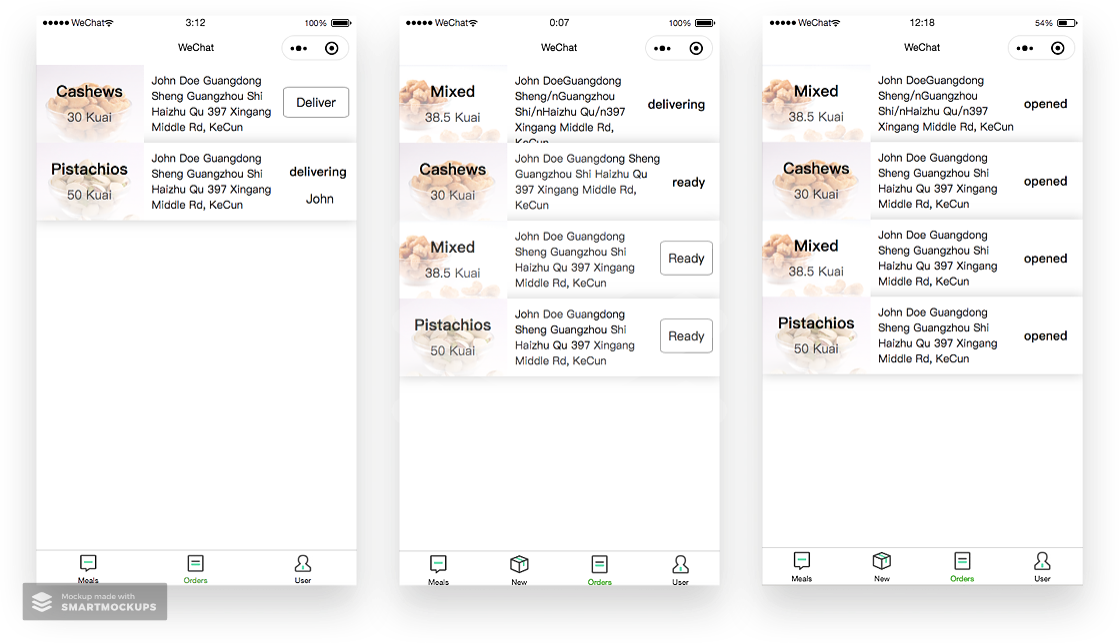 WeChat
3:12
100%
WeChat
Cashews
30 Kuai
John Doe Guangdong
Sheng Guangzhou Shi
Haizhu Qu 397 Xingang
Middle Rd, KeCun
Deliver
Pistachios
50 Kuai
John Doe Guangdong
Sheng Guangzhou Shi
Haizhu Qu 397 Xingang
Middle Rd, KeCun
delivering
John
Meals
Orders
User
WeChat
0:07
100%
WeChat
Mixed
38.5 Kuai
John DoeGuangdong
Sheng/nGuangzhou
Shi/nHaizhu Qu/n397
Xingang Middle Rd,
KeCun
delivering
Cashews
30 Kuai
John Doe Guangdong Sheng
Guangzhou Shi Haizhu Qu
397 Xingang Middle Rd,
KeCun
ready
Mixed
38.5 Kuai
John Doe Guangdong
Sheng Guangzhou Shi
Haizhu Qu 397 Xingang
Middle Rd, KeCun
Ready
Pistachios
50 Kuai
John Doe Guangdong
Sheng Guangzhou Shi
Haizhu Qu 397 Xingang
Middle Rd, KeCun
Ready
Meals
New
Orders
User
WeChat
12:18
54%
WeChat
Mixed
38.5 Kuai
John DoeGuangdong
Sheng/nGuangzhou
Shi/nHaizhu Qu/n397
Xingang Middle Rd, KeCun
opened
Cashews
30 Kuai
John Doe Guangdong
Sheng Guangzhou Shi
Haizhu Qu 397 Xingang
Middle Rd, KeCun
opened
Mixed
38.5 Kuai
John Doe Guangdong
Sheng Guangzhou Shi
Haizhu Qu 397 Xingang
Middle Rd, KeCun
opened
Pistachios
50 Kuai
John Doe Guangdong
Sheng Guangzhou Shi
Haizhu Qu 397 Xingang
Middle Rd, KeCun
opened
Meals
New
Orders
User
Mockup made with
SMARTMOCKUPS